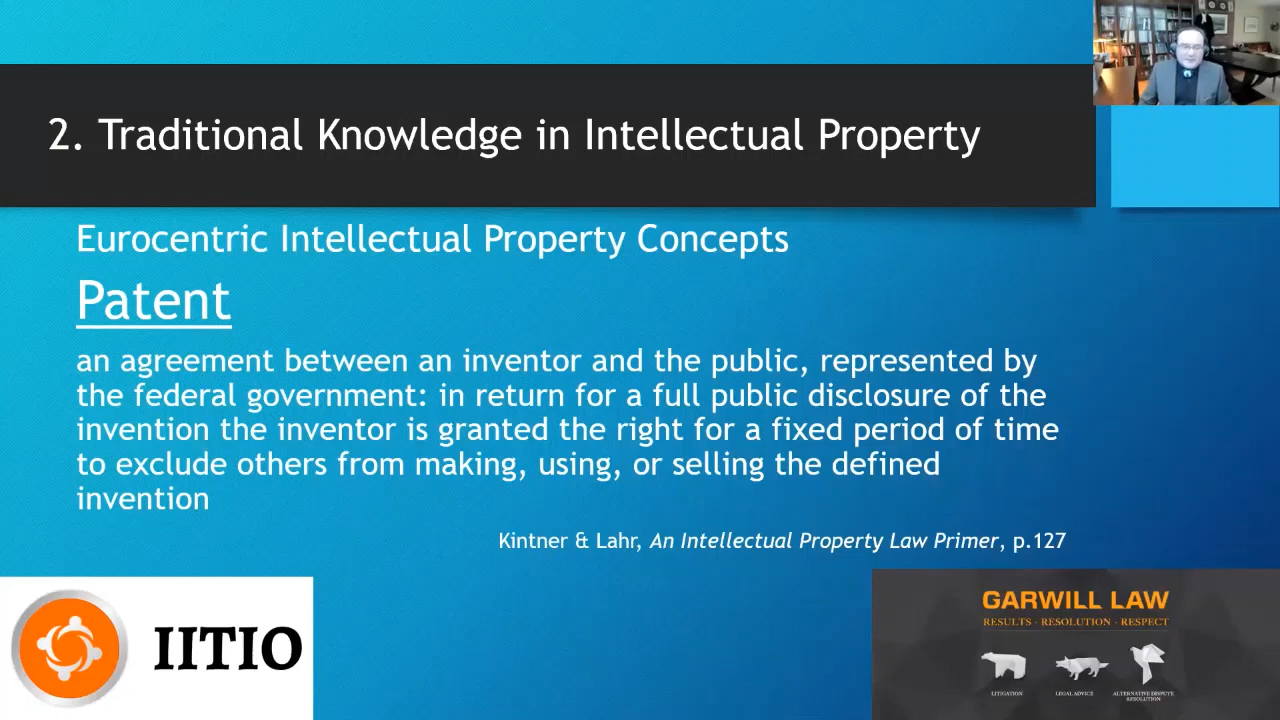 2. Traditional Knowledge in Intellectual Property
Eurocentric Intellectual Property Concepts
Patent
an agreement between an inventor and the public, represented by
the federal government: in return for a full public disclosure of the
invention the inventor is granted the right for a fixed period of time
to exclude others from making, using, or selling the defined
invention
Kintner & Lahr, An Intellectual Property Law Primer, p.127
IITIO
GARWILL LAW
RESULTS · RESOLUTION · RESPECT
LITIGATION
LEGAL ADVICE
ALTERNATIVE DISPUTE
RESOLUTION